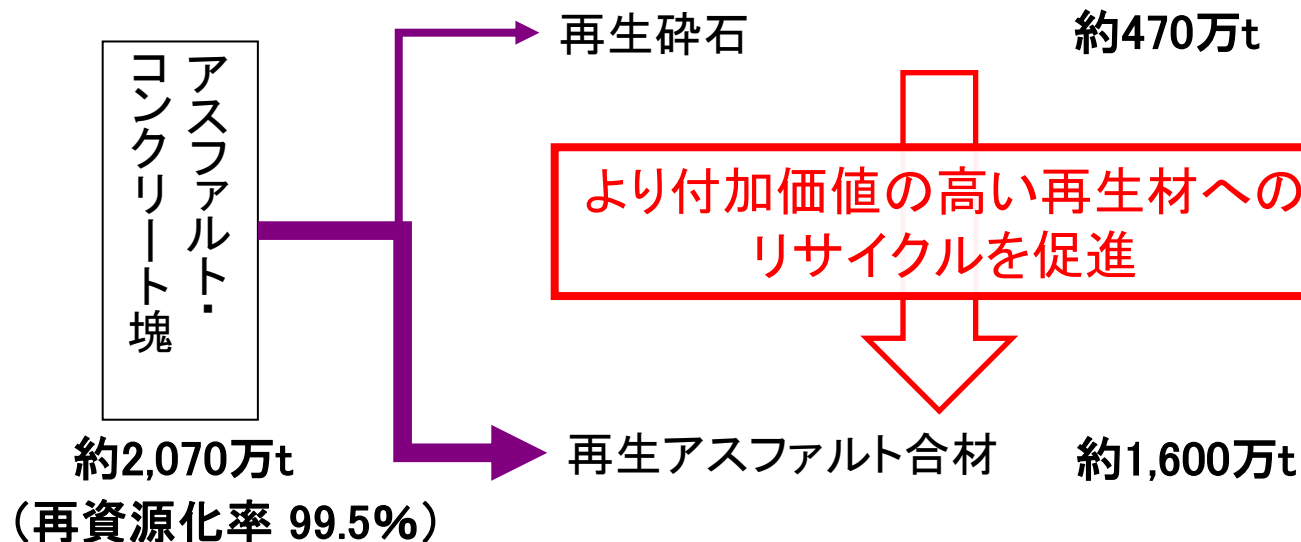 アスファルト・
コンクリート塊
約2,070万t
（再資源化率 99.5%）
再生砕石
約470万t
より付加価値の高い再生材への
リサイクルを促進
再生アスファルト合材
約1,600万t